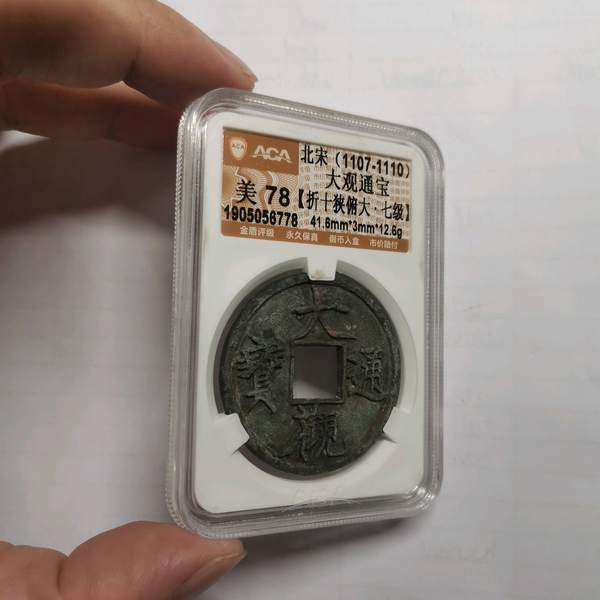 ACA ACA 北宋(1107-1110)
大观通宝
美 78【折十狭俯大·七级】
1905056778 41.6mm*3mm*12.6g
金盾评级 永久保真 假币入盒 市价赔付
大
寶 通
觀